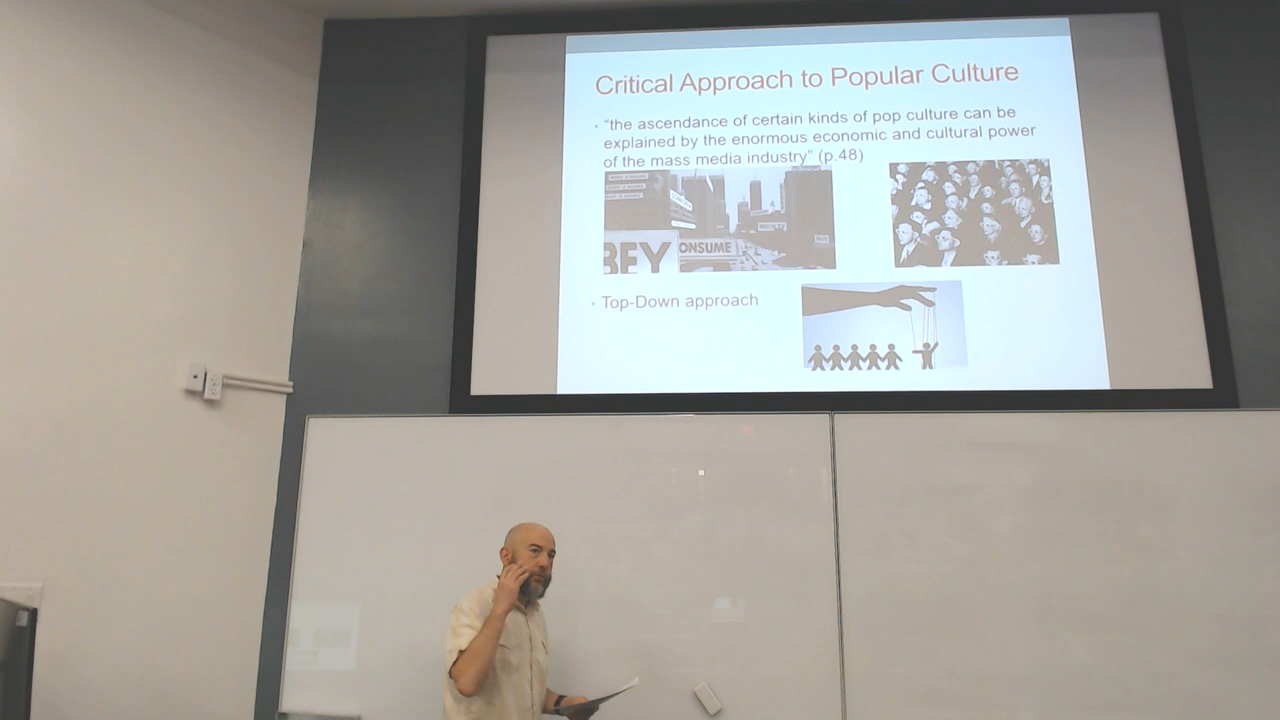 Critical Approach to Popular Culture
• "the ascendance of certain kinds of pop culture can be
explained by the enormous economic and cultural power
of the mass media industry" (p.48)
BEY
ONSUME
• Top-Down approach